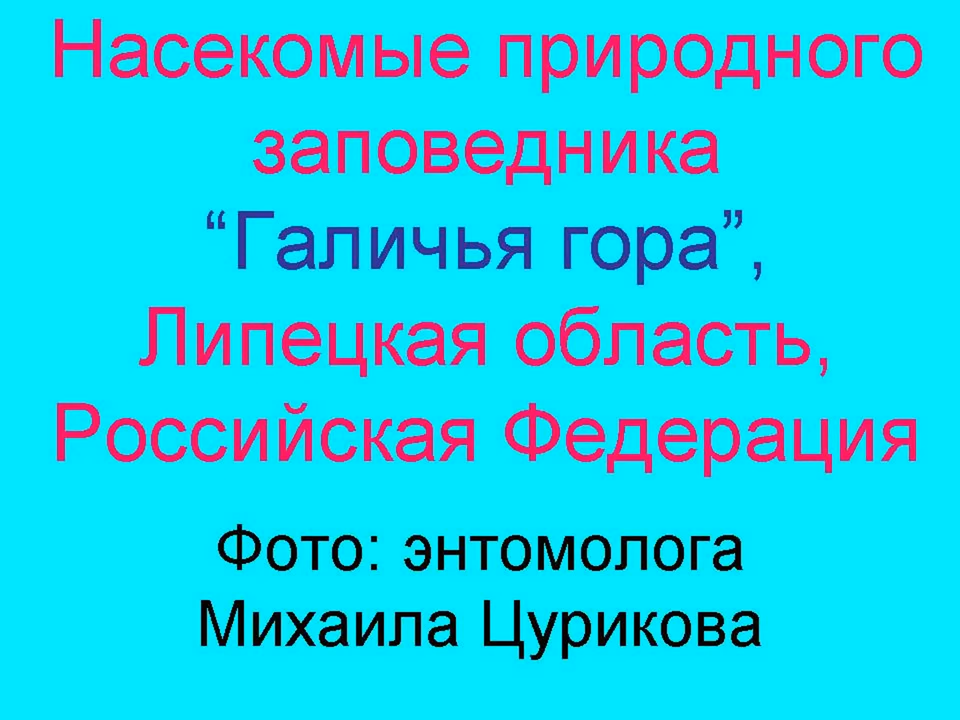 Насекомые природного
заповедника
“Галичья гора”,
Липецкая область,
Российская Федерация
Фото: энтомолога
Михаила Цурикова